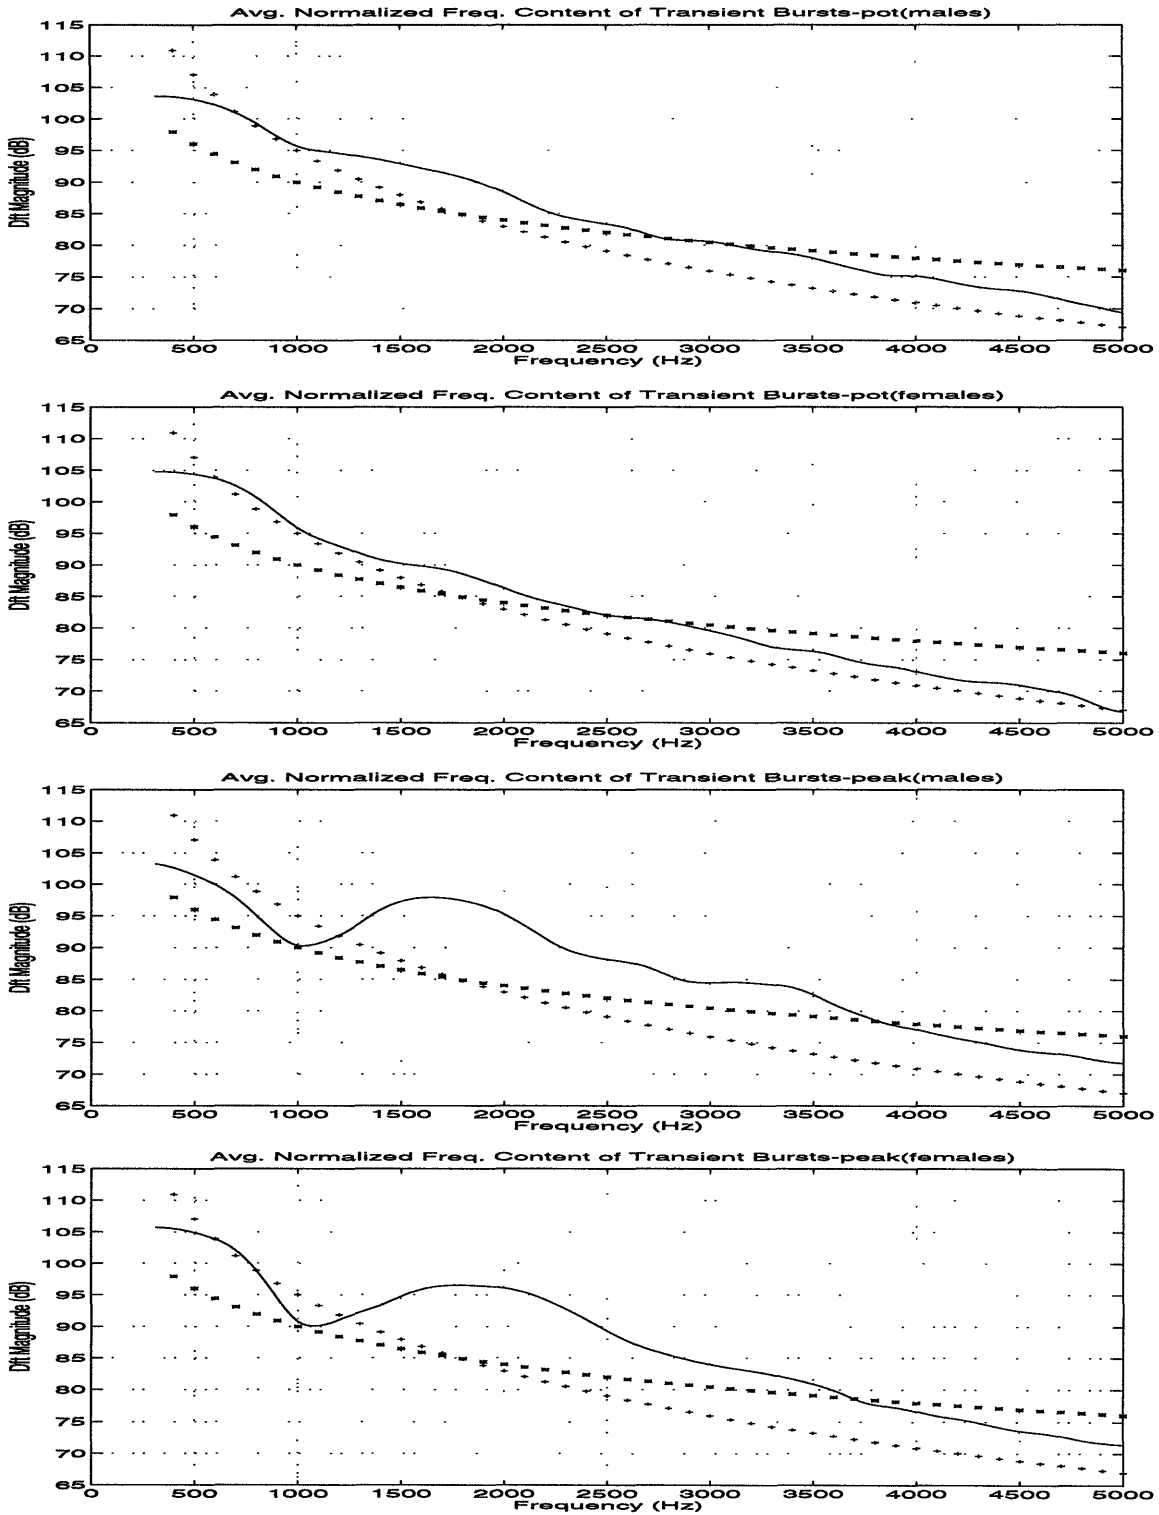 Avg. Normalized Freq. Content of Transient Bursts-pot(males)
Dft Magnitude (dB)
115
110
105
100
95
90
85
80
75
70
65
0 500 1000 1500 2000 2500 3000 3500 4000 4500 5000
Frequency (Hz)
Avg. Normalized Freq. Content of Transient Bursts-pot(females)
Dft Magnitude (dB)
115
110
105
100
95
90
85
80
75
70
65
0 500 1000 1500 2000 2500 3000 3500 4000 4500 5000
Frequency (Hz)
Avg. Normalized Freq. Content of Transient Bursts-peak(males)
Dft Magnitude (dB)
115
110
105
100
95
90
85
80
75
70
65
0 500 1000 1500 2000 2500 3000 3500 4000 4500 5000
Frequency (Hz)
Avg. Normalized Freq. Content of Transient Bursts-peak(females)
Dft Magnitude (dB)
115
110
105
100
95
90
85
80
75
70
65
0 500 1000 1500 2000 2500 3000 3500 4000 4500 5000
Frequency (Hz)